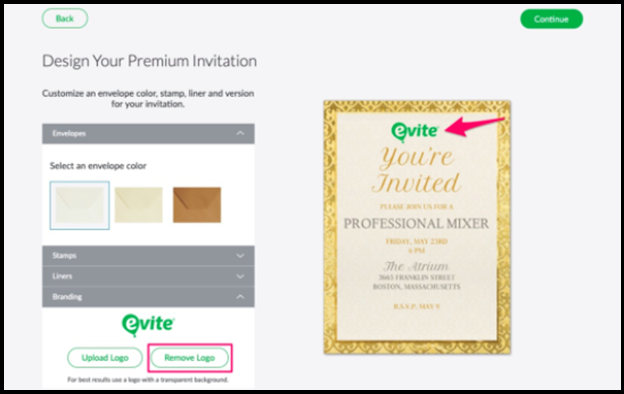 Back
Continue
Design Your Premium Invitation
Customize an envelope color, stamp, liner and version
for your invitation.
Envelopes
Select an envelope color
Stamps
Liners
Branding
evite
Upload Logo
Remove Logo
For best results use a logo with a transparent background.
evite
You're
Invited
PLEASE JOIN US FOR A
PROFESSIONAL MIXER
FRIDAY, MAY 23RD
6 PM
The Atrium
7665 FRANKLIN STREET
BOSTON, MASSACHUSETTS
R.S.V.P. MAY 9